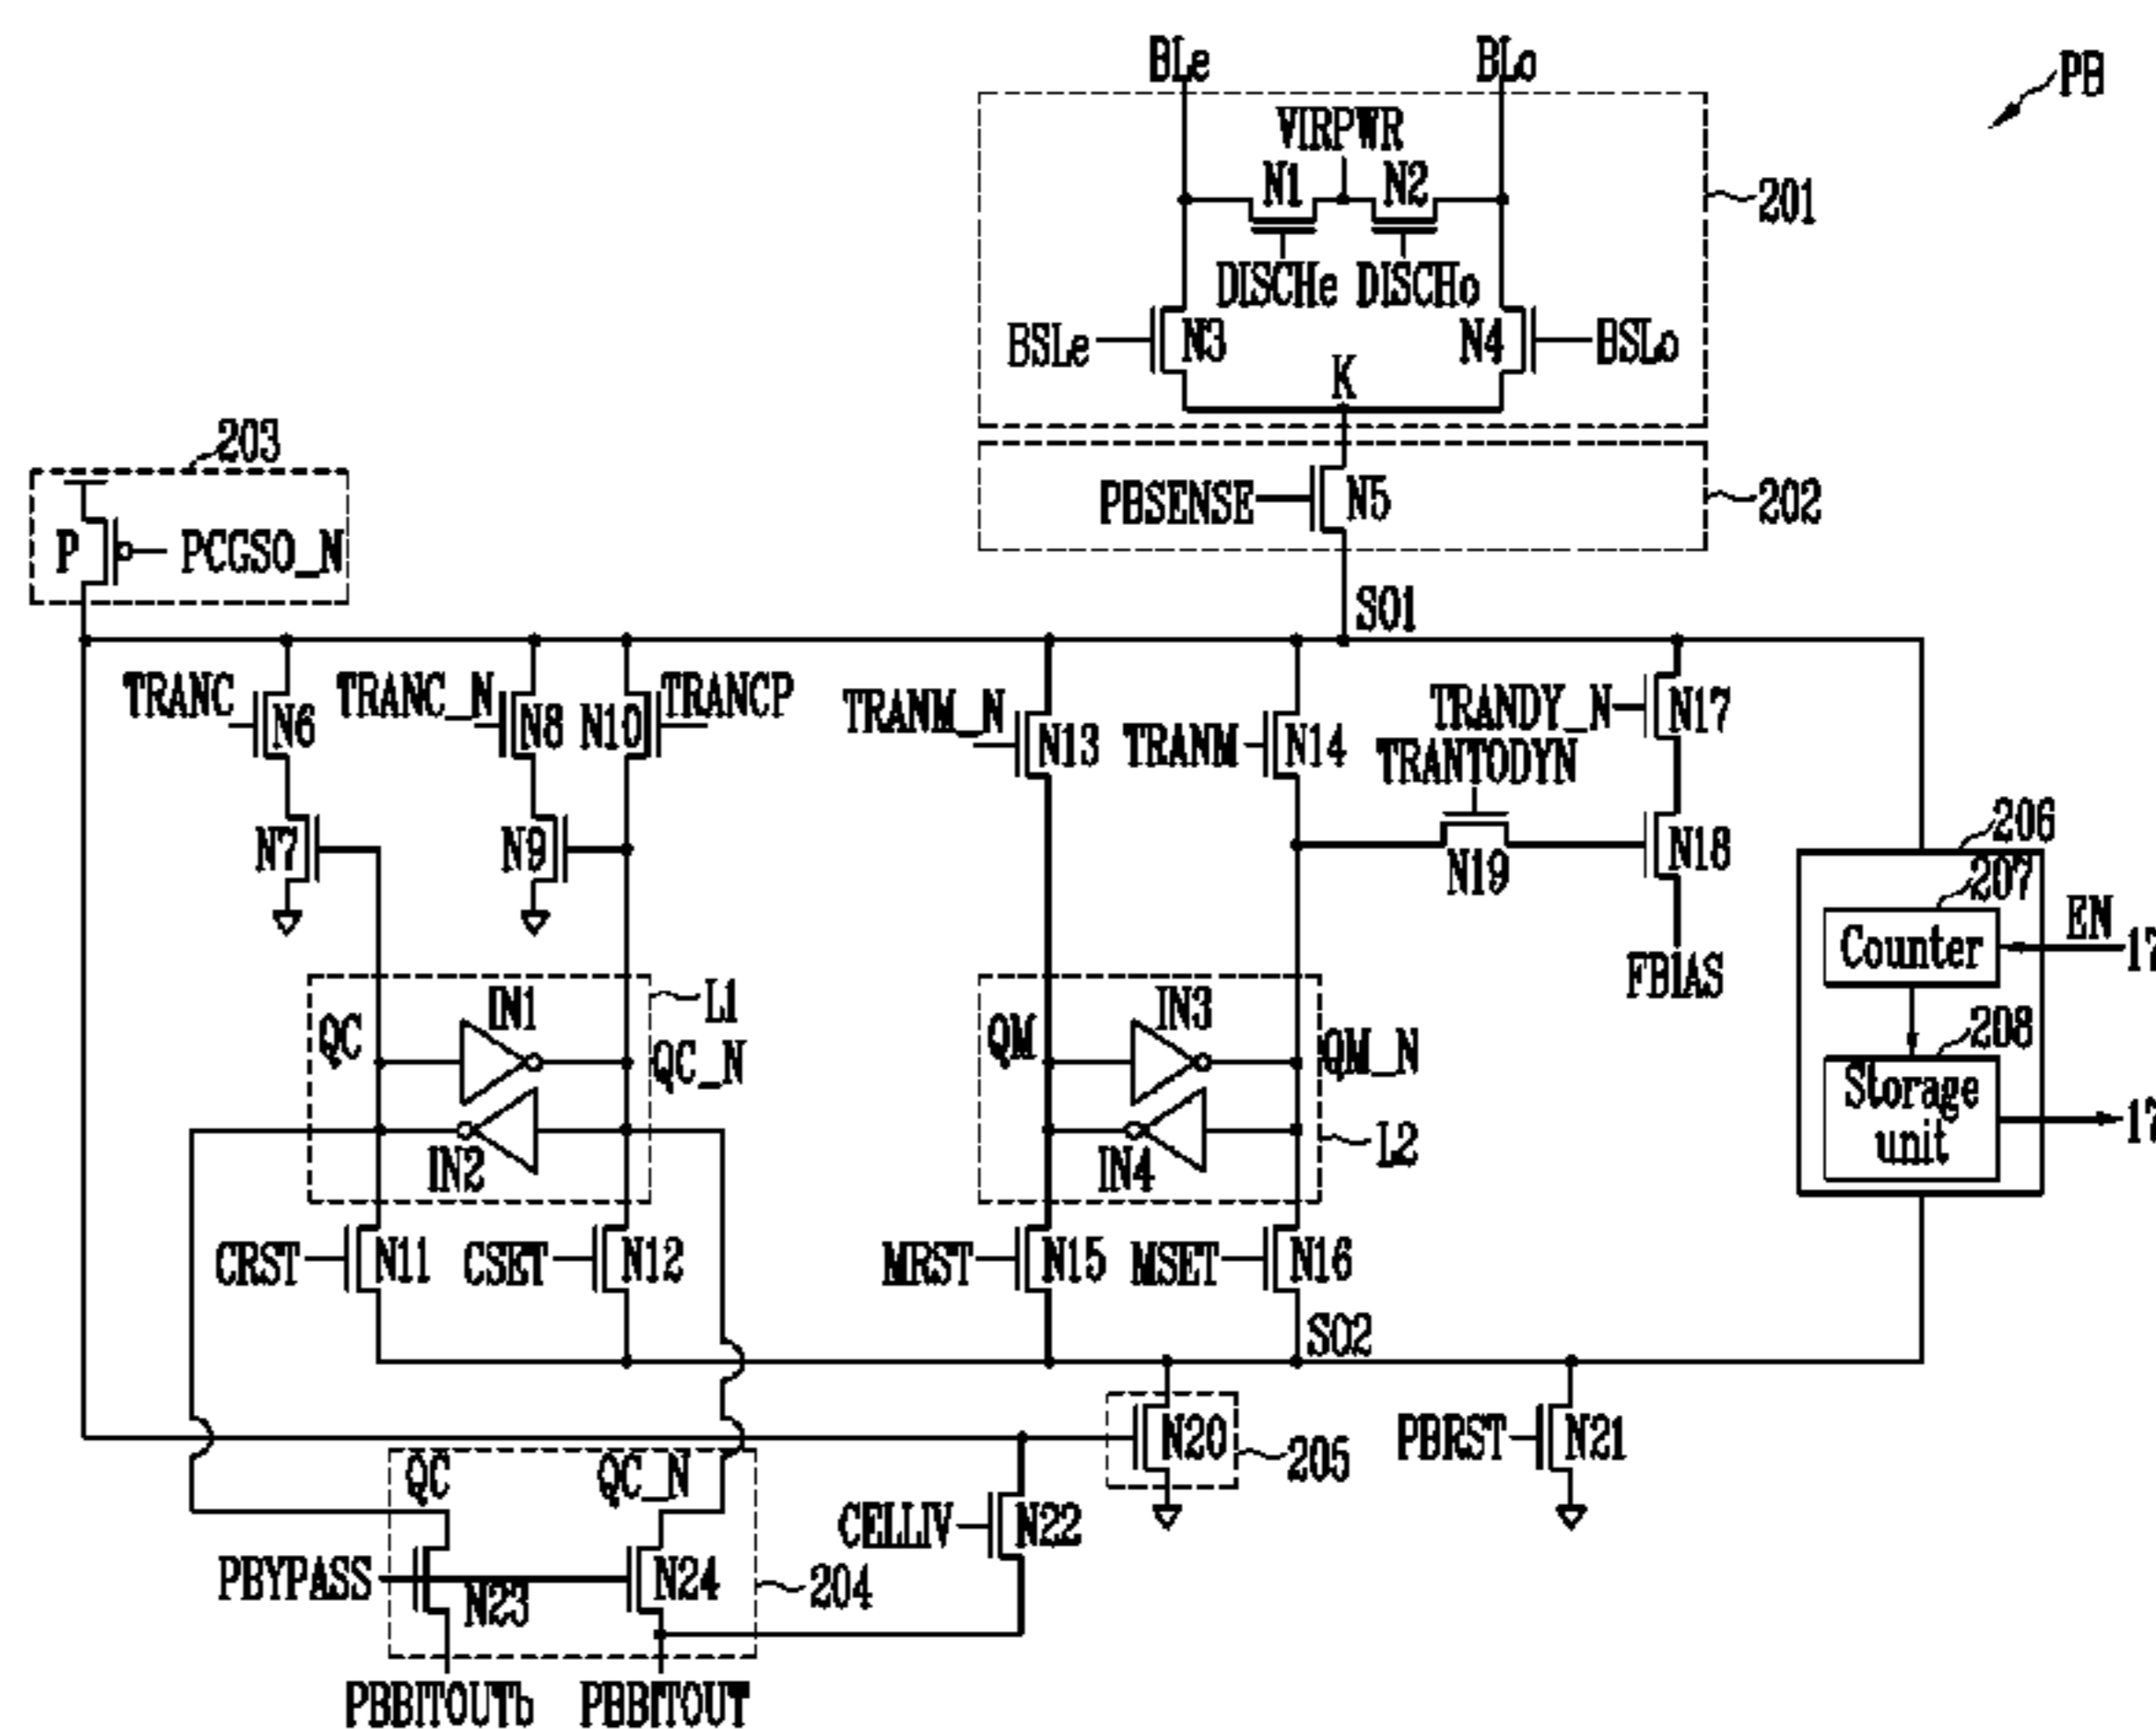 BLe BLo PB
VIRPWR
N1 N2 201
DISCHe DISCHo
BSLe N3 N4 BSLo
K
203
PBSENSE N5 202
P PCGSO_N
SO1
TRANC N6 TRANC_N N8 N10 TRANCP TRANM_N N13 TRANM N14 TRANDY_N N17
TRANTODYN
N7 N9 N19 N18 206
207
Counter EN 17
FBIAS
QC IN1 L1 QM IN3
QC_N QM_N 208
Storage
unit 17
IN2 IN4 L2
CRST N11 CSET N12 MRST N15 MSET N16
SO2
QC QC_N N20 205 PBRST N21
CELLIV N22
PBYPASS N23 N24 204
PBBITOUTb PBBITOUT